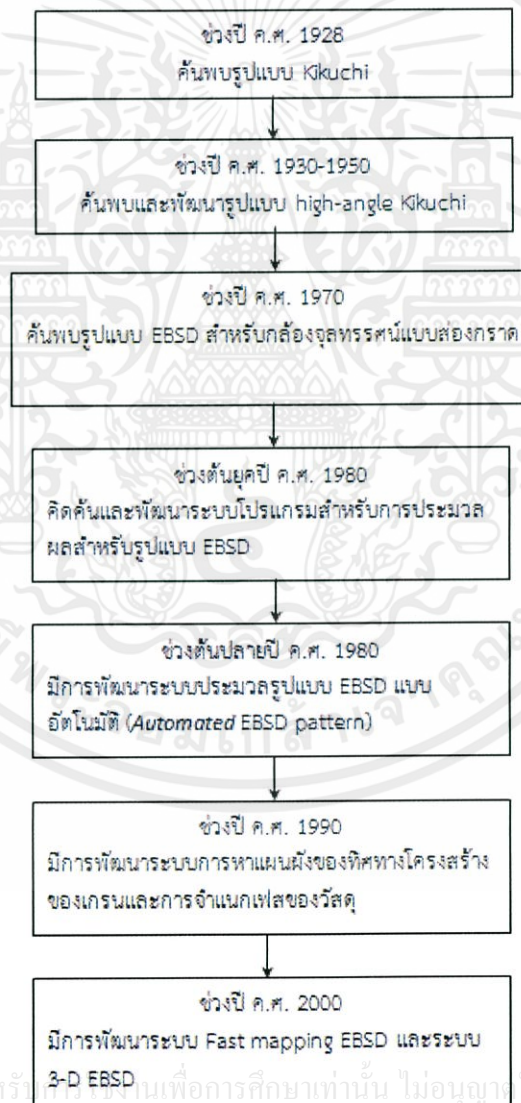 ช่วงปี ค.ศ. 1928
ค้นพบรูปแบบ Kikuchi
ช่วงปี ค.ศ. 1930-1950
ค้นพบและพัฒนารูปแบบ high-angle Kikuchi
ช่วงปี ค.ศ. 1970
ค้นพบรูปแบบ EBSD สำหรับกล้องจุลทรรศน์แบบส่องกราด
ช่วงต้นยุคปี ค.ศ. 1980
คิดค้นและพัฒนาระบบโปรแกรมสำหรับการประมวล
ผลสำหรับรูปแบบ EBSD
ช่วงต้นปลายปี ค.ศ. 1980
มีการพัฒนาระบบประมวลรูปแบบ EBSD แบบ
อัตโนมัติ (Automated EBSD pattern)
ช่วงปี ค.ศ. 1990
มีการพัฒนาระบบการหาแผนผังของทิศทางโครงสร้าง
ของเกรนและการจำแนกเฟสของวัสดุ
ช่วงปี ค.ศ. 2000
มีการพัฒนาระบบ Fast mapping EBSD และระบบ
3-D EBSD
เพื่อการศึกษาเท่านั้น